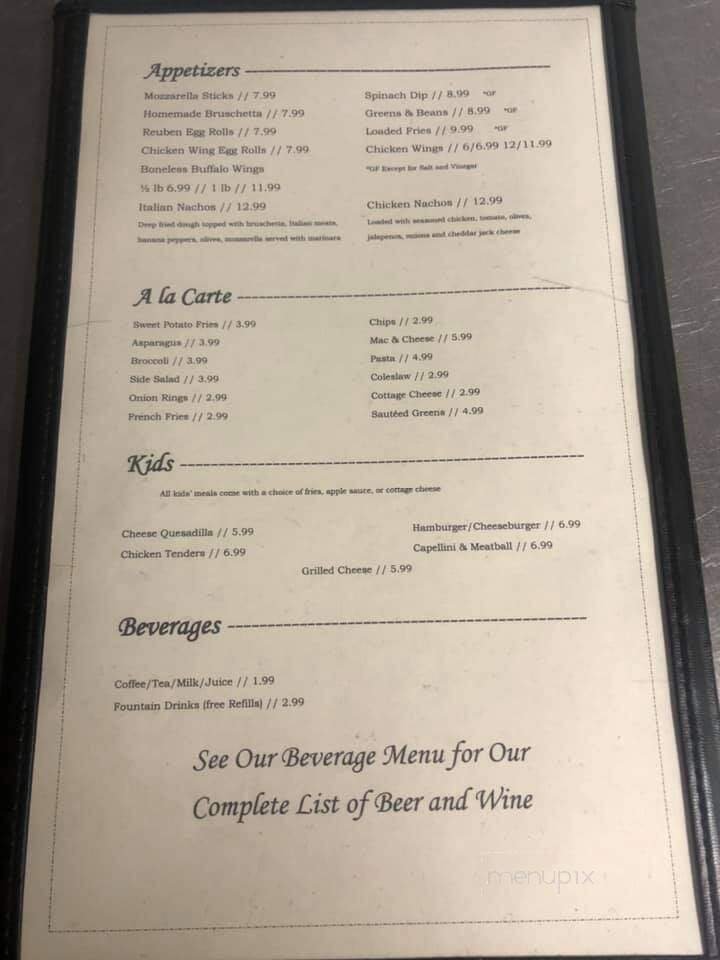 Appetizers
Mozzarella Sticks // 7.99
Homemade Bruschetta // 7.99
Reuben Egg Rolls // 7.99
Chicken Wing Egg Rolls // 7.99
Boneless Buffalo Wings
½ lb 6.99 // 1 lb // 11.99
Italian Nachos // 12.99
Deep fried dough topped with bruschetta, Italian meats,
banana peppers, olives, mozzarella served with marinara
Spinach Dip // 8.99 *GF
Greens & Beans // 8.99 *GF
Loaded Fries // 9.99 *GF
Chicken Wings // 6/6.99 12/11.99
*GF Except for Salt and Vinegar
Chicken Nachos // 12.99
Loaded with seasoned chicken, tomato, olives,
jalapenos, onions and cheddar jack cheese
A la Carte
Sweet Potato Fries // 3.99
Asparagus // 3.99
Broccoli // 3.99
Side Salad // 3.99
Onion Rings // 2.99
French Fries // 2.99
Chips // 2.99
Mac & Cheese // 5.99
Pasta // 4.99
Coleslaw // 2.99
Cottage Cheese // 2.99
Sautéed Greens // 4.99
Kids
All kids' meals come with a choice of fries, apple sauce, or cottage cheese
Cheese Quesadilla // 5.99
Chicken Tenders // 6.99
Hamburger/Cheeseburger // 6.99
Capellini & Meatball // 6.99
Grilled Cheese // 5.99
Beverages
Coffee/Tea/Milk/Juice // 1.99
Fountain Drinks (free Refills) // 2.99
See Our Beverage Menu for Our
Complete List of Beer and Wine
menupix